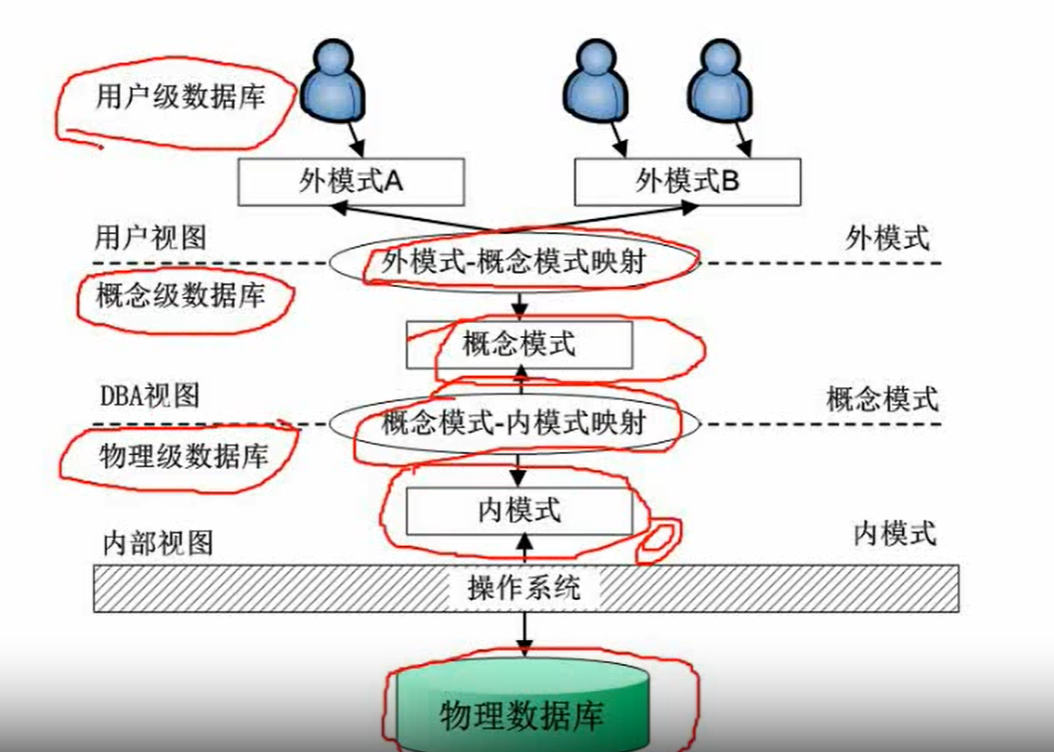 用户级数据库
外模式A
外模式B
用户视图
外模式-概念模式映射
外模式
概念级数据库
概念模式
DBA视图
概念模式-内模式映射
概念模式
物理级数据库
内模式
内部视图
内模式
操作系统
物理数据库